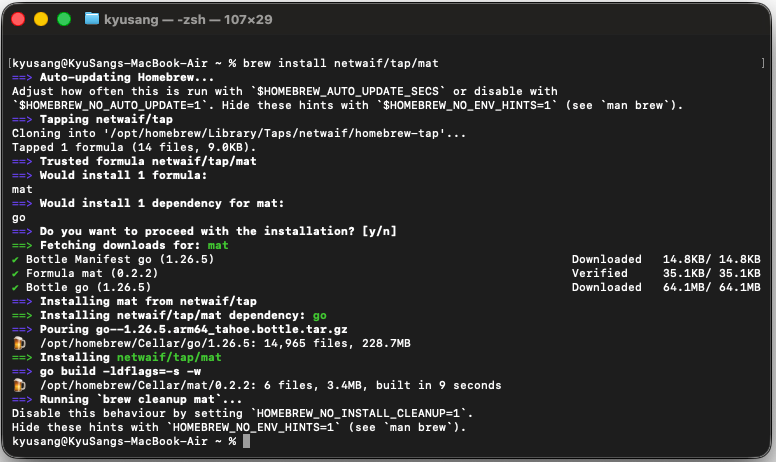 kyusang — -zsh — 107×29
[kyusang@KyuSangs-MacBook-Air ~ % brew install netwaif/tap/mat ]
==> Auto-updating Homebrew...
Adjust how often this is run with `$HOMEBREW_AUTO_UPDATE_SECS` or disable with
`$HOMEBREW_NO_AUTO_UPDATE=1`. Hide these hints with `$HOMEBREW_NO_ENV_HINTS=1` (see `man brew`).
==> Tapping netwaif/tap
Cloning into '/opt/homebrew/Library/Taps/netwaif/homebrew-tap'...
Tapped 1 formula (14 files, 9.0KB).
==> Trusted formula netwaif/tap/mat
==> Would install 1 formula:
mat
==> Would install 1 dependency for mat:
go
==> Do you want to proceed with the installation? [y/n]
==> Fetching downloads for: mat
✔ Bottle Manifest go (1.26.5) Downloaded 14.8KB/ 14.8KB
✔ Formula mat (0.2.2) Verified 35.1KB/ 35.1KB
✔ Bottle go (1.26.5) Downloaded 64.1MB/ 64.1MB
==> Installing mat from netwaif/tap
==> Installing netwaif/tap/mat dependency: go
==> Pouring go--1.26.5.arm64_tahoe.bottle.tar.gz
🍺 /opt/homebrew/Cellar/go/1.26.5: 14,965 files, 228.7MB
==> Installing netwaif/tap/mat
==> go build -ldflags=-s -w
🍺 /opt/homebrew/Cellar/mat/0.2.2: 6 files, 3.4MB, built in 9 seconds
==> Running `brew cleanup mat`...
Disable this behaviour by setting `HOMEBREW_NO_INSTALL_CLEANUP=1`.
Hide these hints with `HOMEBREW_NO_ENV_HINTS=1` (see `man brew`).
kyusang@KyuSangs-MacBook-Air ~ %